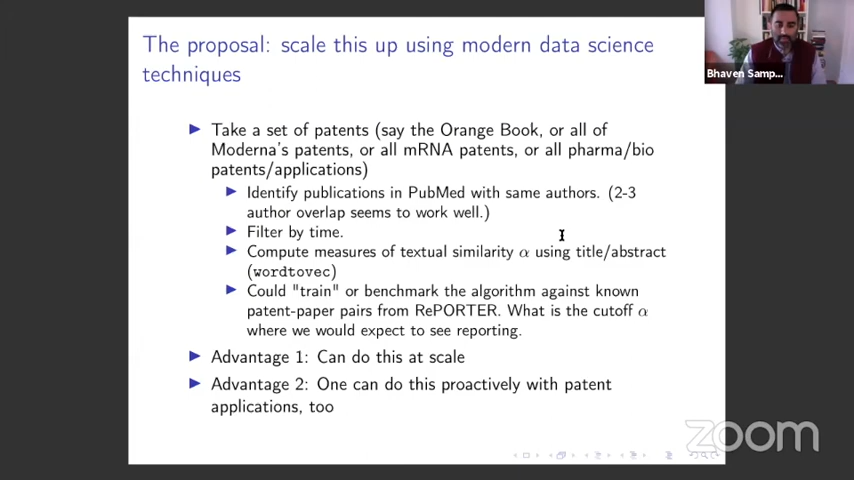 The proposal: scale this up using modern data science
techniques
Take a set of patents (say the Orange Book, or all of
Moderna's patents, or all mRNA patents, or all pharma/bio
patents/applications)
Identify publications in PubMed with same authors. (2-3
author overlap seems to work well.)
Filter by time.
Compute measures of textual similarity α using title/abstract
(wordtovec)
Could "train" or benchmark the algorithm against known
patent-paper pairs from RePORTER. What is the cutoff α
where we would expect to see reporting.
Advantage 1: Can do this at scale
Advantage 2: One can do this proactively with patent
applications, too
Bhaven Samp...
zoom